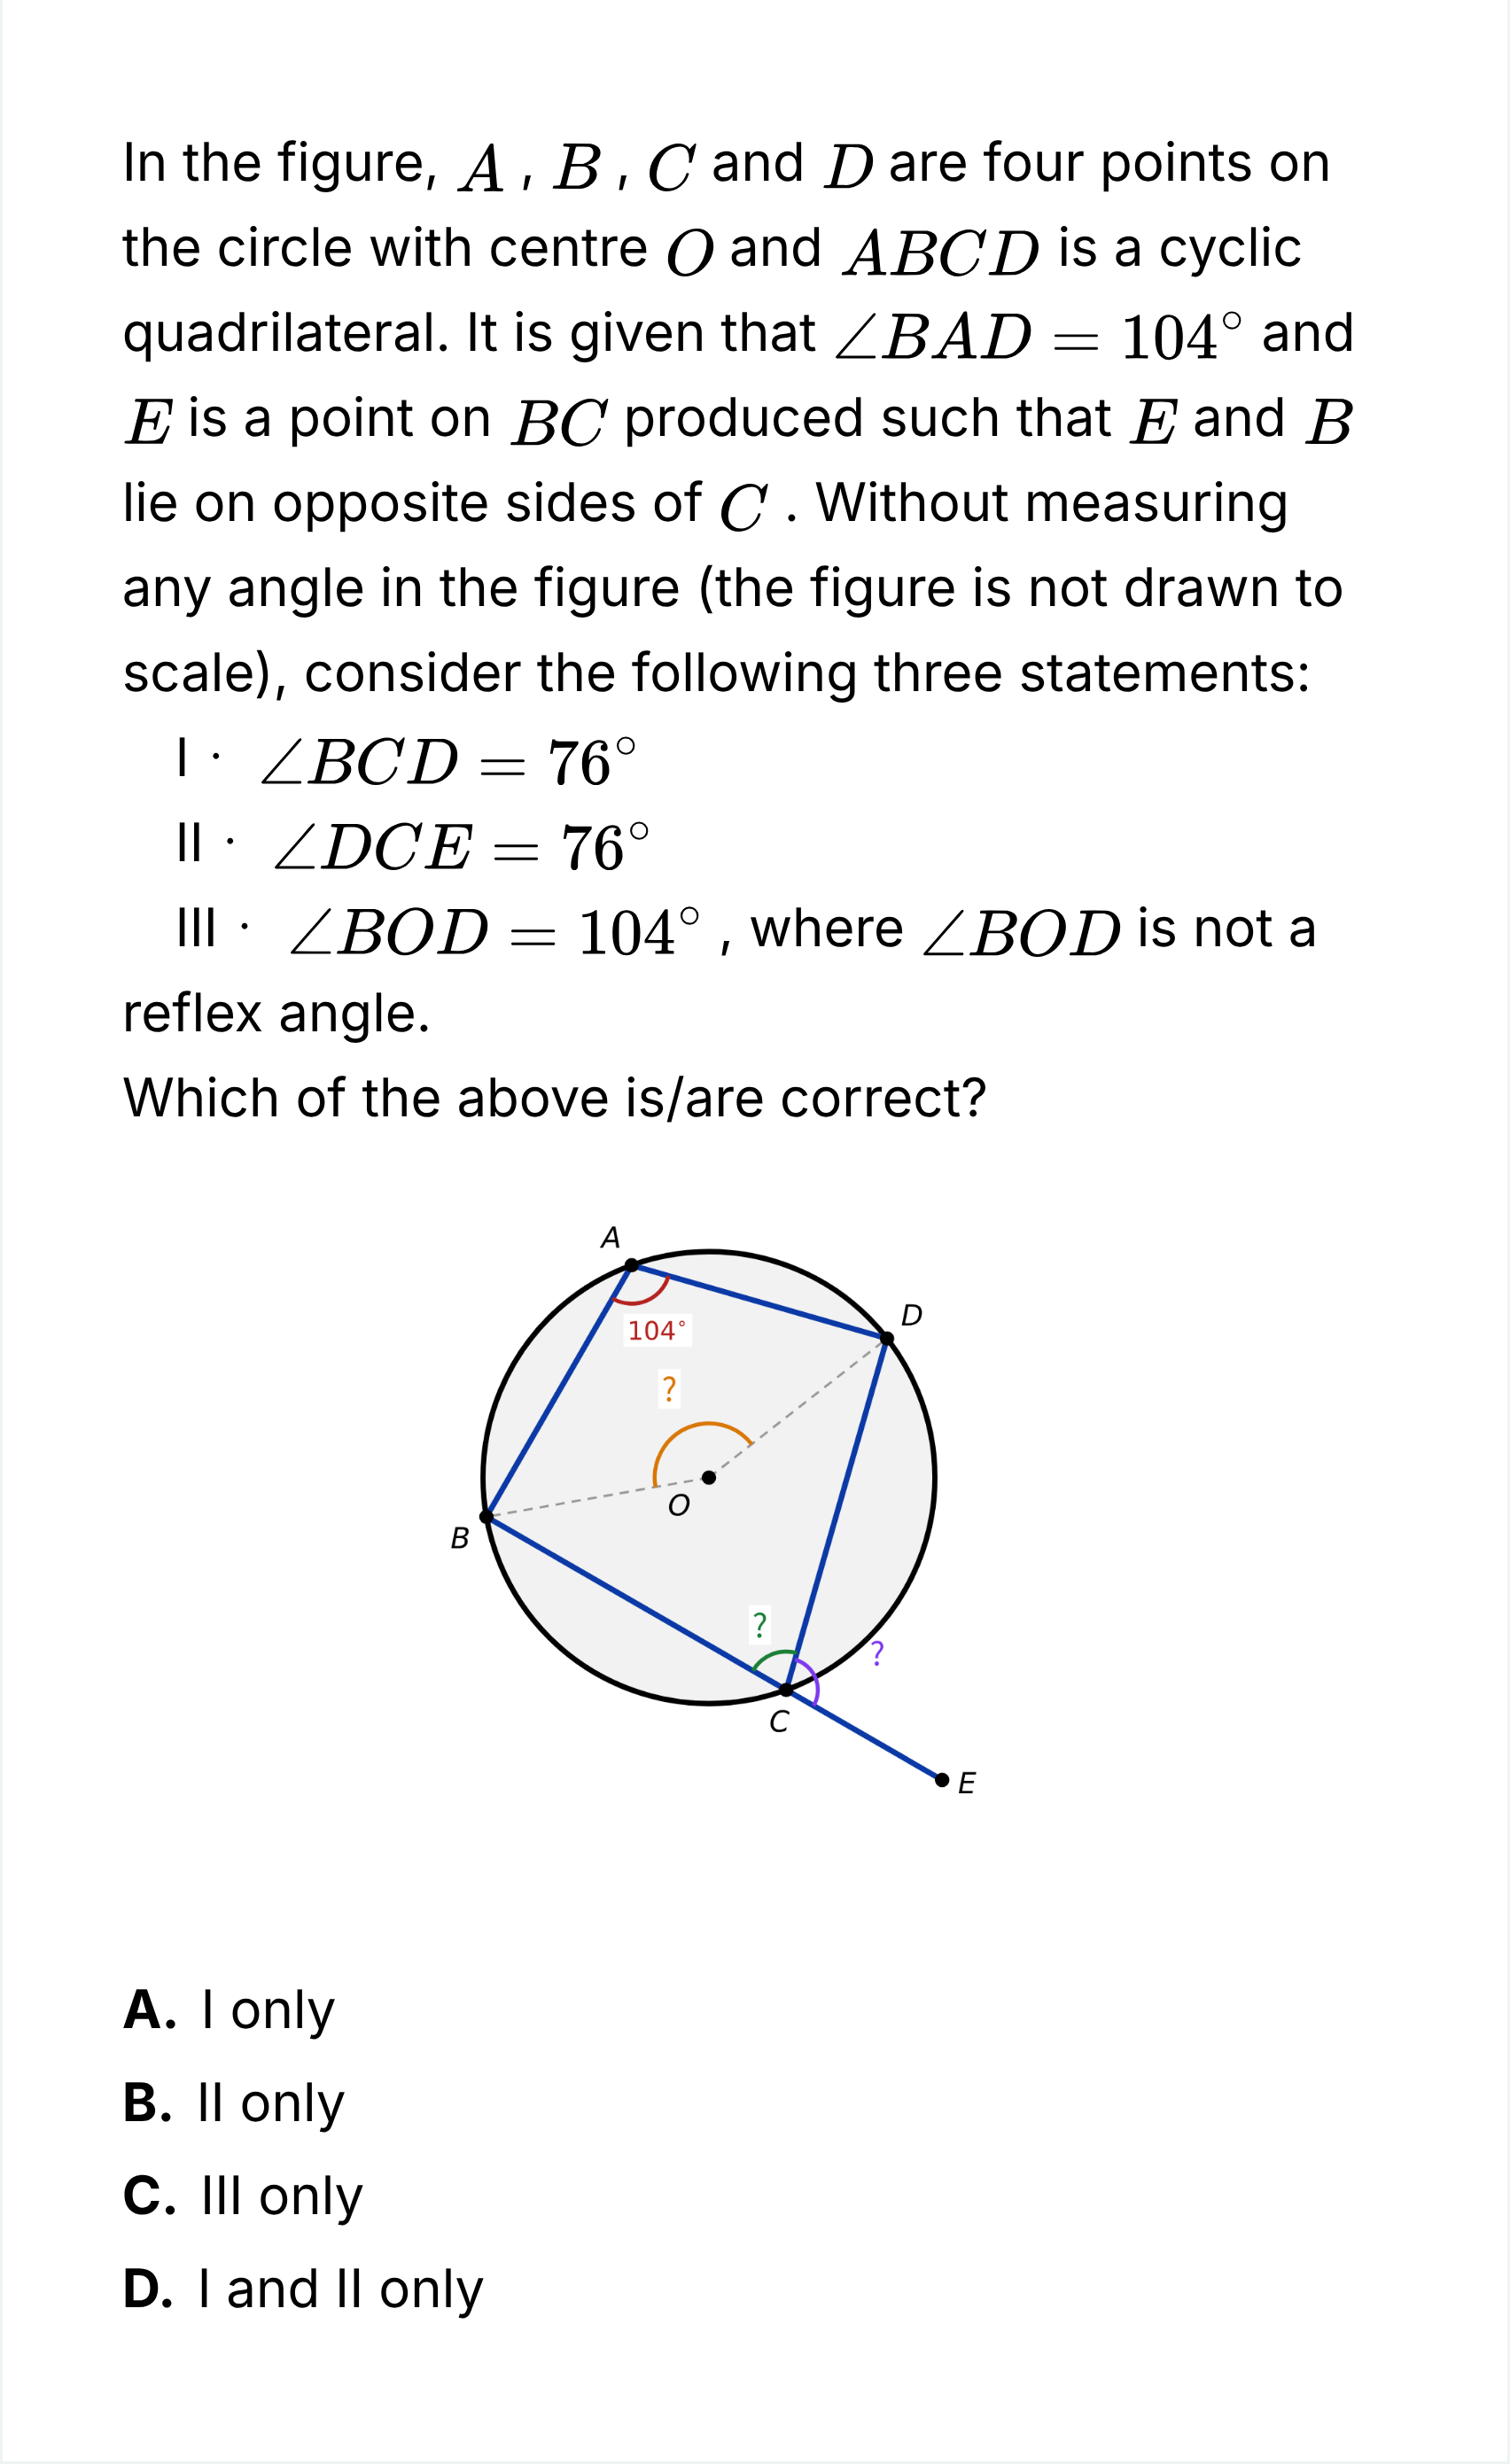 In the figure, A , B , C and D are four points on
the circle with centre O and ABCD is a cyclic
quadrilateral. It is given that ∠BAD = 104° and
E is a point on BC produced such that E and B
lie on opposite sides of C . Without measuring
any angle in the figure (the figure is not drawn to
scale), consider the following three statements:
I · ∠BCD = 76°
II · ∠DCE = 76°
III · ∠BOD = 104° , where ∠BOD is not a
reflex angle.
Which of the above is/are correct?
A
D
104°
?
O
B
?
?
C
E
A. I only
B. II only
C. III only
D. I and II only